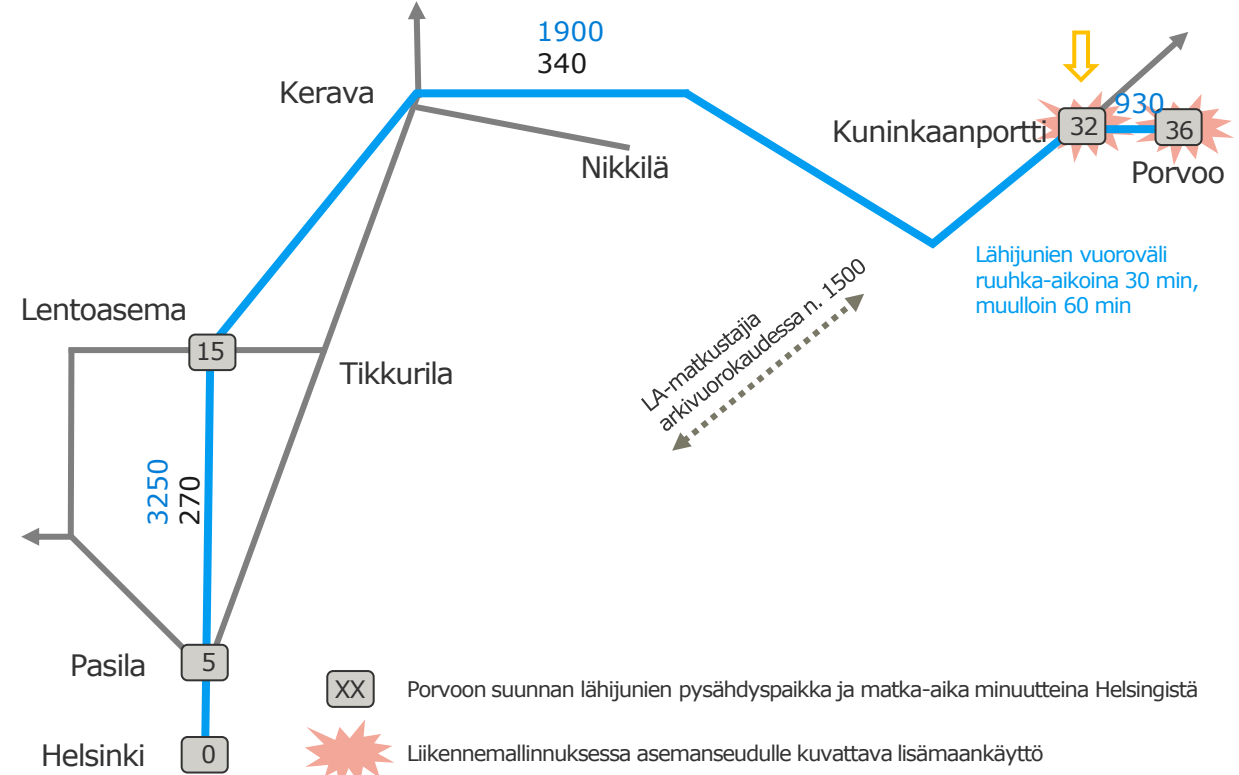 1900
340
Kerava
Nikkilä
Kuninkaanportti
32
930
36
Porvoo
Lähijunien vuoroväli
ruuhka-aikoina 30 min,
muulloin 60 min
LA-matkustajia
arkivuorokaudessa n. 1500
Lentoasema
15
Tikkurila
3250
270
Pasila
5
Helsinki
0
XX
Porvoon suunnan lähijunien pysähdyspaikka ja matka-aika minuutteina Helsingistä
Liikennemallinnuksessa asemanseudulle kuvattava lisämaankäyttö